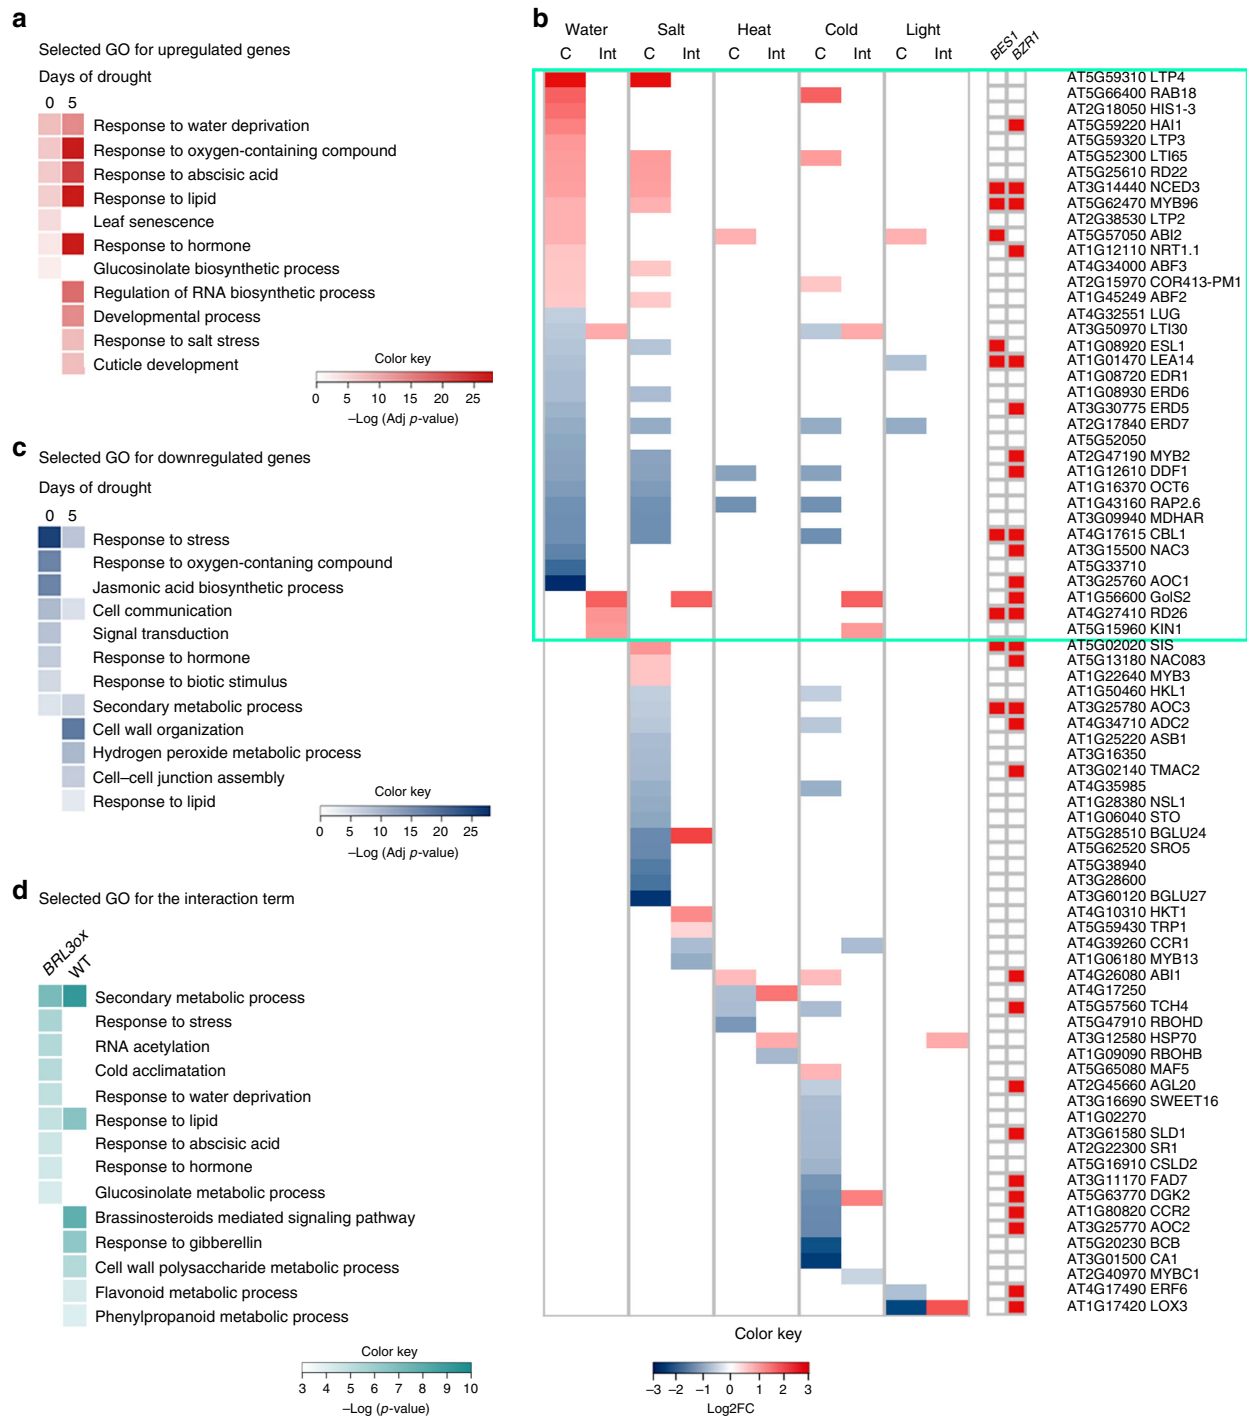 a
Selected GO for upregulated genes
Days of drought
0 5
Response to water deprivation
Response to oxygen-containing compound
Response to abscisic acid
Response to lipid
Leaf senescence
Response to hormone
Glucosinolate biosynthetic process
Regulation of RNA biosynthetic process
Developmental process
Response to salt stress
Cuticle development
Color key
0 5 10 15 20 25
–Log (Adj p-value)
c
Selected GO for downregulated genes
Days of drought
0 5
Response to stress
Response to oxygen-contaning compound
Jasmonic acid biosynthetic process
Cell communication
Signal transduction
Response to hormone
Response to biotic stimulus
Secondary metabolic process
Cell wall organization
Hydrogen peroxide metabolic process
Cell–cell junction assembly
Response to lipid
Color key
0 5 10 15 20 25
–Log (Adj p-value)
d
Selected GO for the interaction term
BRL3ox WT
Secondary metabolic process
Response to stress
RNA acetylation
Cold acclimatation
Response to water deprivation
Response to lipid
Response to abscisic acid
Response to hormone
Glucosinolate metabolic process
Brassinosteroids mediated signaling pathway
Response to gibberellin
Cell wall polysaccharide metabolic process
Flavonoid metabolic process
Phenylpropanoid metabolic process
Color key
3 4 5 6 7 8 9 10
–Log (p-value)
b
Water Salt Heat Cold Light
C Int C Int C Int C Int C Int BES1 BZR1
AT5G59310 LTP4
AT5G66400 RAB18
AT2G18050 HIS1-3
AT5G59220 HAI1
AT5G59320 LTP3
AT5G52300 LTI65
AT5G25610 RD22
AT3G14440 NCED3
AT5G62470 MYB96
AT2G38530 LTP2
AT5G57050 ABI2
AT1G12110 NRT1.1
AT4G34000 ABF3
AT2G15970 COR413-PM1
AT1G45249 ABF2
AT4G32551 LUG
AT3G50970 LTI30
AT1G08920 ESL1
AT1G01470 LEA14
AT1G08720 EDR1
AT1G08930 ERD6
AT3G30775 ERD5
AT2G17840 ERD7
AT5G52050
AT2G47190 MYB2
AT1G12610 DDF1
AT1G16370 OCT6
AT1G43160 RAP2.6
AT3G09940 MDHAR
AT4G17615 CBL1
AT3G15500 NAC3
AT5G33710
AT3G25760 AOC1
AT1G56600 GolS2
AT4G27410 RD26
AT5G15960 KIN1
AT5G02020 SIS
AT5G13180 NAC083
AT1G22640 MYB3
AT1G50460 HKL1
AT3G25780 AOC3
AT4G34710 ADC2
AT1G25220 ASB1
AT3G16350
AT3G02140 TMAC2
AT4G35985
AT1G28380 NSL1
AT1G06040 STO
AT5G28510 BGLU24
AT5G62520 SRO5
AT5G38940
AT3G28600
AT3G60120 BGLU27
AT4G10310 HKT1
AT5G59430 TRP1
AT4G39260 CCR1
AT1G06180 MYB13
AT4G26080 ABI1
AT4G17250
AT5G57560 TCH4
AT5G47910 RBOHD
AT3G12580 HSP70
AT1G09090 RBOHB
AT5G65080 MAF5
AT2G45660 AGL20
AT3G16690 SWEET16
AT1G02270
AT3G61580 SLD1
AT2G22300 SR1
AT5G16910 CSLD2
AT3G11170 FAD7
AT5G63770 DGK2
AT1G80820 CCR2
AT3G25770 AOC2
AT5G20230 BCB
AT3G01500 CA1
AT2G40970 MYBC1
AT4G17490 ERF6
AT1G17420 LOX3
Color key
–3 –2 –1 0 1 2 3
Log2FC